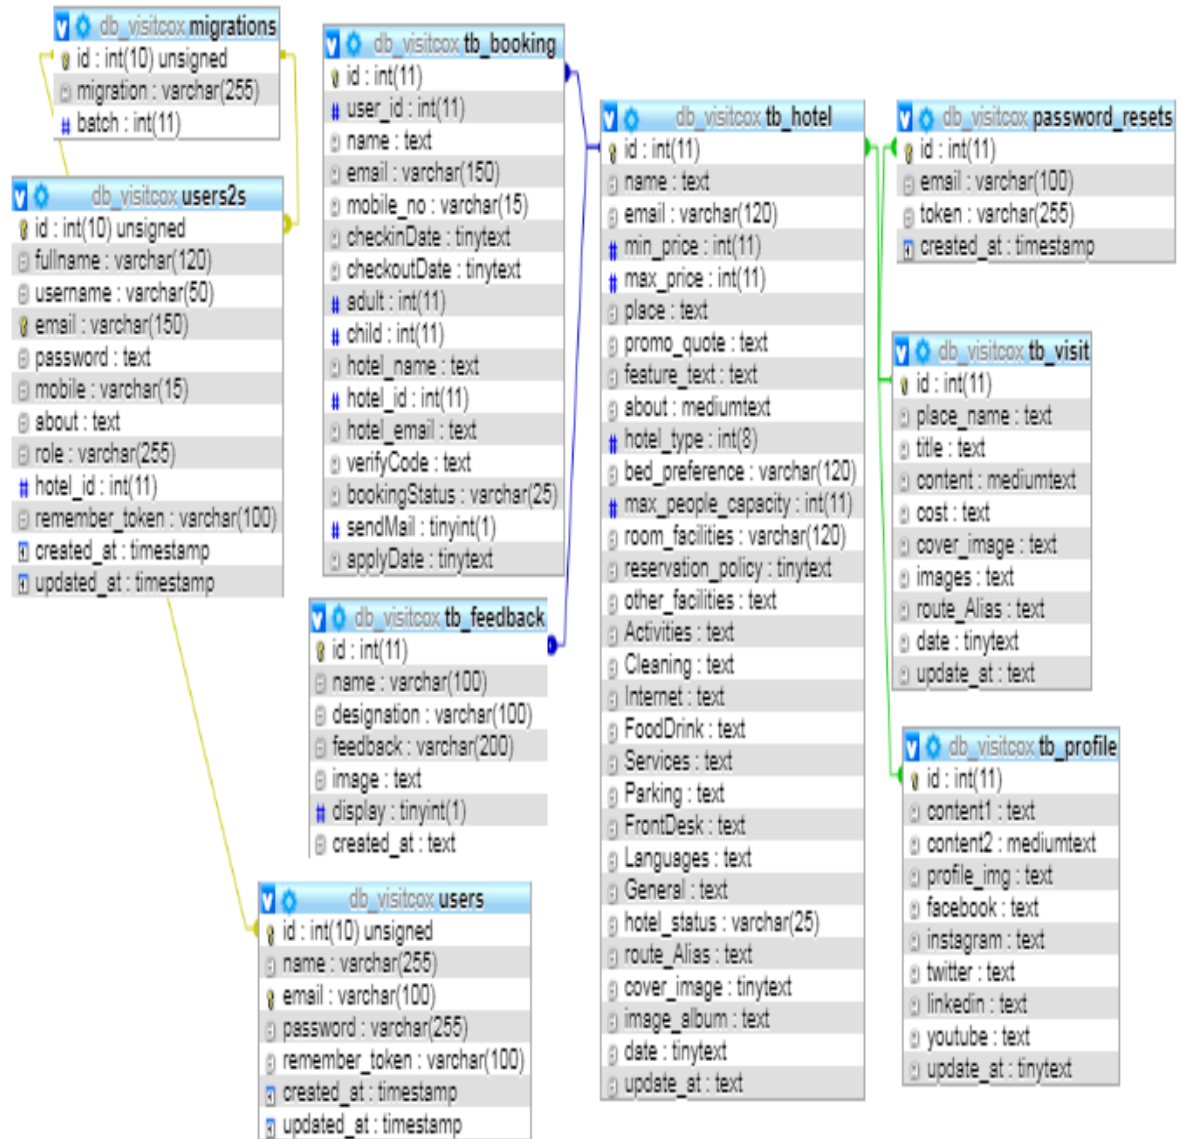 db_visitcox migrations
id : int(10) unsigned
migration : varchar(255)
batch : int(11)
db_visitcox users2s
id : int(10) unsigned
fullname : varchar(120)
username : varchar(50)
email : varchar(150)
password : text
mobile : varchar(15)
about : text
role : varchar(255)
hotel_id : int(11)
remember_token : varchar(100)
created_at : timestamp
updated_at : timestamp
db_visitcox tb_booking
id : int(11)
user_id : int(11)
name : text
email : varchar(150)
mobile_no : varchar(15)
checkinDate : tinytext
checkoutDate : tinytext
adult : int(11)
child : int(11)
hotel_name : text
hotel_id : int(11)
hotel_email : text
verifyCode : text
bookingStatus : varchar(25)
sendMail : tinyint(1)
applyDate : tinytext
db_visitcox tb_feedback
id : int(11)
name : varchar(100)
designation : varchar(100)
feedback : varchar(200)
image : text
display : tinyint(1)
created_at : text
db_visitcox users
id : int(10) unsigned
name : varchar(255)
email : varchar(100)
password : varchar(255)
remember_token : varchar(100)
created_at : timestamp
updated_at : timestamp
db_visitcox tb_hotel
id : int(11)
name : text
email : varchar(120)
min_price : int(11)
max_price : int(11)
place : text
promo_quote : text
feature_text : text
about : mediumtext
hotel_type : int(8)
bed_preference : varchar(120)
max_people_capacity : int(11)
room_facilities : varchar(120)
reservation_policy : tinytext
other_facilities : text
Activities : text
Cleaning : text
Internet : text
FoodDrink : text
Services : text
Parking : text
FrontDesk : text
Languages : text
General : text
hotel_status : varchar(25)
route_Alias : text
cover_image : tinytext
image_album : text
date : tinytext
update_at : text
db_visitcox password_resets
id : int(11)
email : varchar(100)
token : varchar(255)
created_at : timestamp
db_visitcox tb_visit
id : int(11)
place_name : text
title : text
content : mediumtext
cost : text
cover_image : text
images : text
route_Alias : text
date : tinytext
update_at : text
db_visitcox tb_profile
id : int(11)
content1 : text
content2 : mediumtext
profile_img : text
facebook : text
instagram : text
twitter : text
linkedin : text
youtube : text
update_at : tinytext